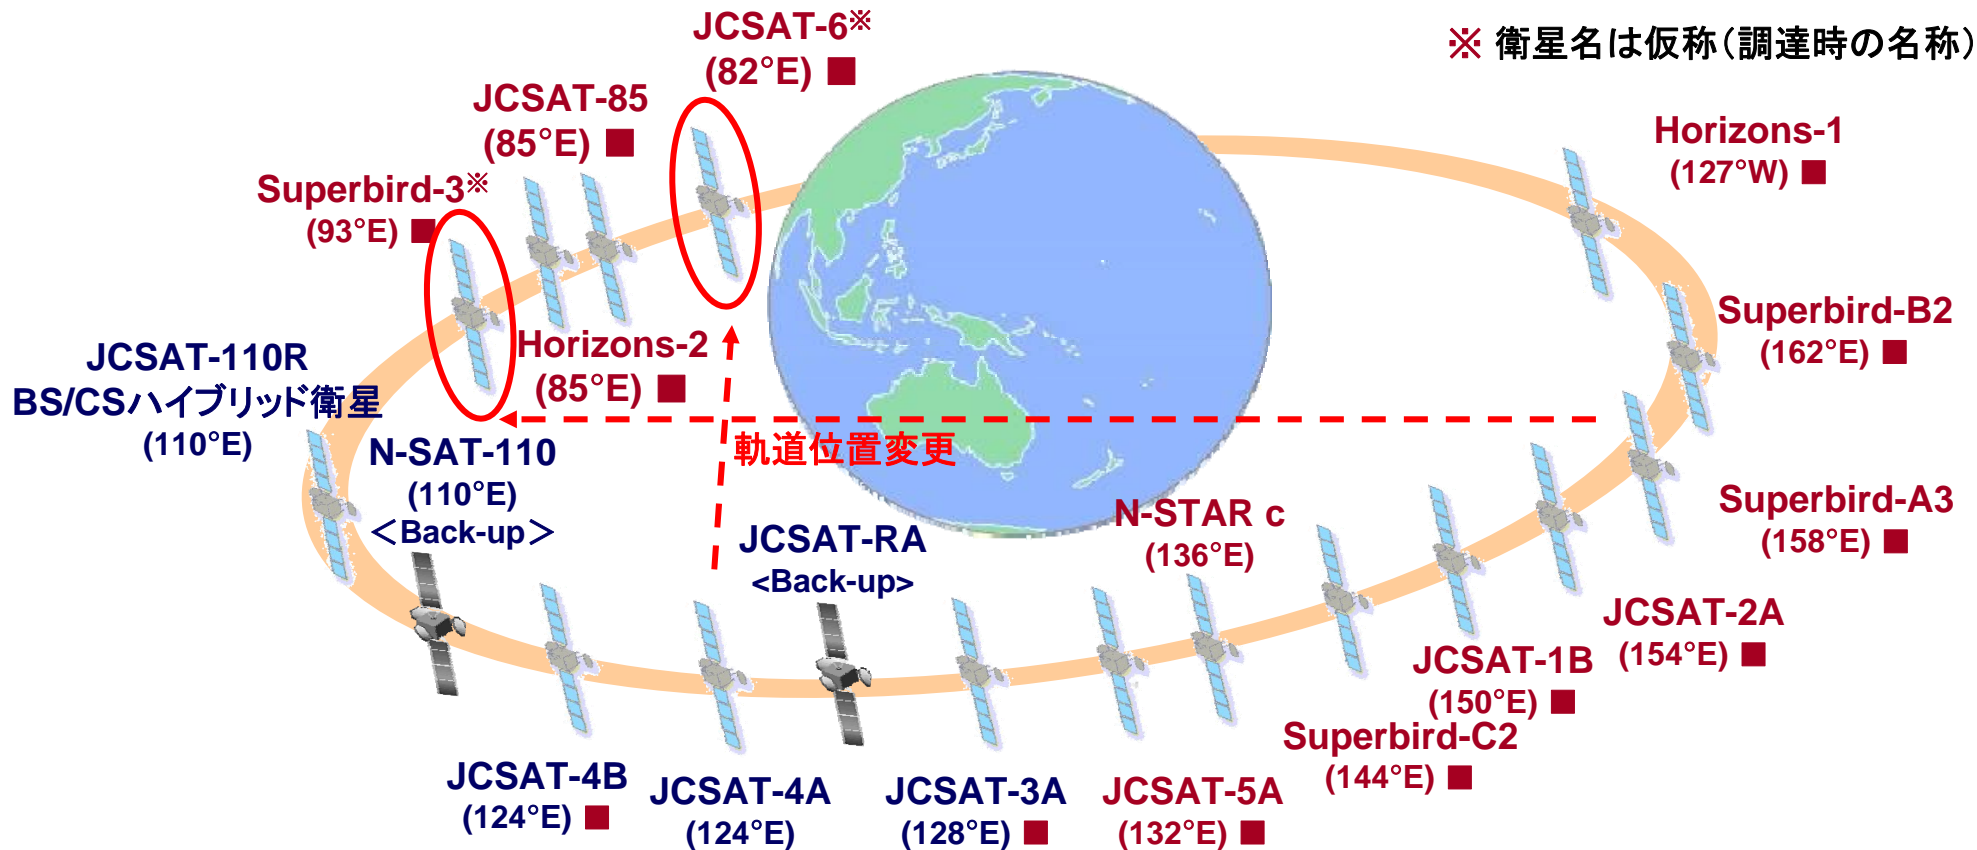 JCSAT-6※
(82°E) ■
※ 衛星名は仮称(調達時の名称)
JCSAT-85
(85°E) ■
Horizons-1
(127°W) ■
Superbird-3※
(93°E) ■
Superbird-B2
(162°E) ■
Horizons-2
(85°E) ■
JCSAT-110R
BS/CSハイブリッド衛星
(110°E)
軌道位置変更
N-SAT-110
(110°E)
＜Back-up＞
Superbird-A3
(158°E) ■
N-STAR c
(136°E)
JCSAT-RA
<Back-up>
JCSAT-2A
(154°E) ■
JCSAT-1B
(150°E) ■
Superbird-C2
(144°E) ■
JCSAT-4B
(124°E) ■
JCSAT-4A
(124°E)
JCSAT-3A
(128°E) ■
JCSAT-5A
(132°E) ■